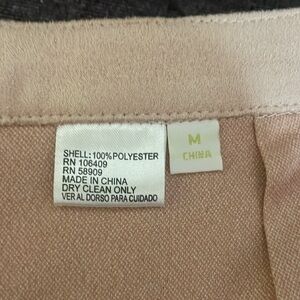 SHELL:100%POLYESTER
RN 106409
RN 58909
MADE IN CHINA
DRY CLEAN ONLY
VER AL DORSO PARA CUIDADO
M
CHINA